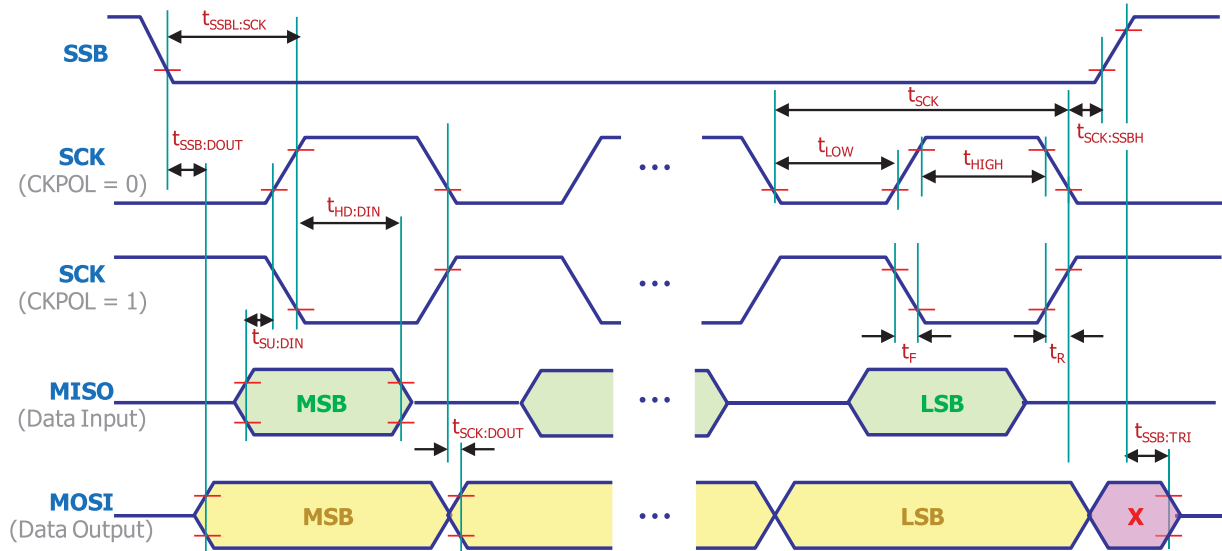 SSB
tSSBL:SCK
tSCK
tSCK:SSBH
tSSB:DOUT
SCK
(CKPOL = 0)
tLOW
tHIGH
tHD:DIN
SCK
(CKPOL = 1)
tSU:DIN
tF
tR
MISO
(Data Input)
MSB
LSB
tSCK:DOUT
tSSB:TRI
MOSI
(Data Output)
MSB
LSB
X